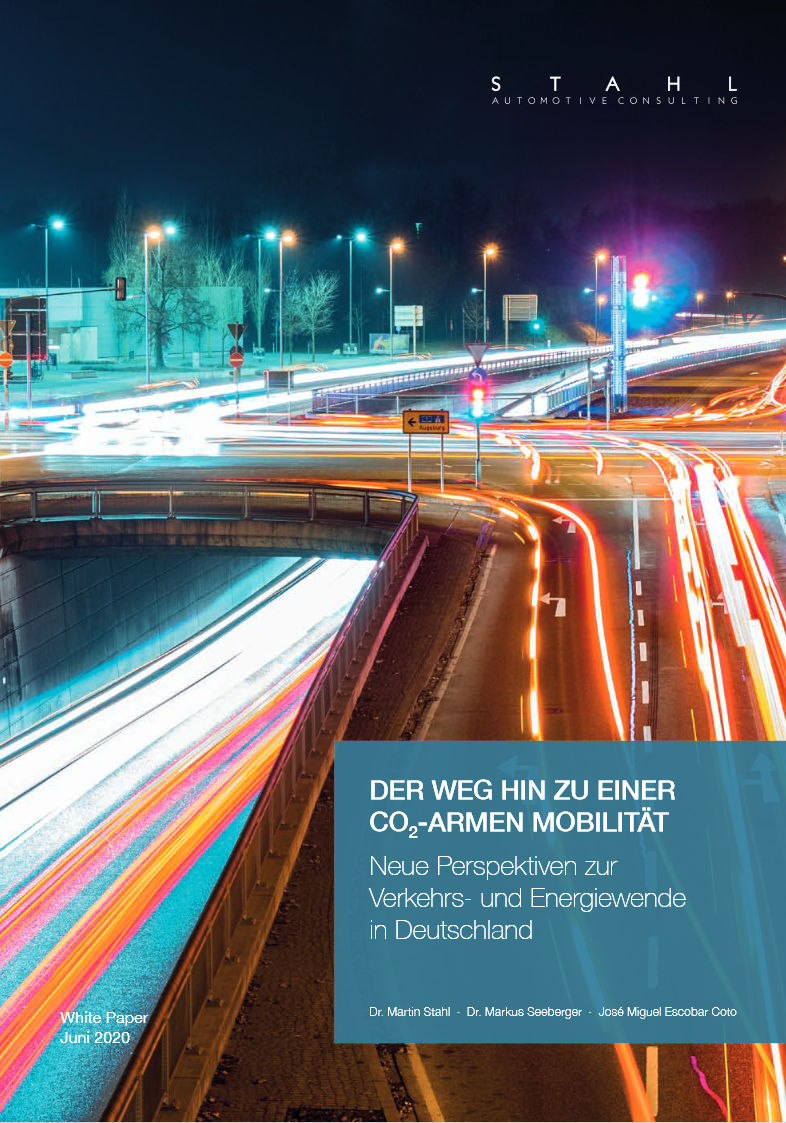 STAHL
AUTOMOTIVE CONSULTING
Augsburg
DER WEG HIN ZU EINER
CO₂-ARMEN MOBILITÄT
Neue Perspektiven zur
Verkehrs- und Energiewende
in Deutschland
Dr. Martin Stahl · Dr. Markus Seeberger · José Miguel Escobar Coto
White Paper
Juni 2020